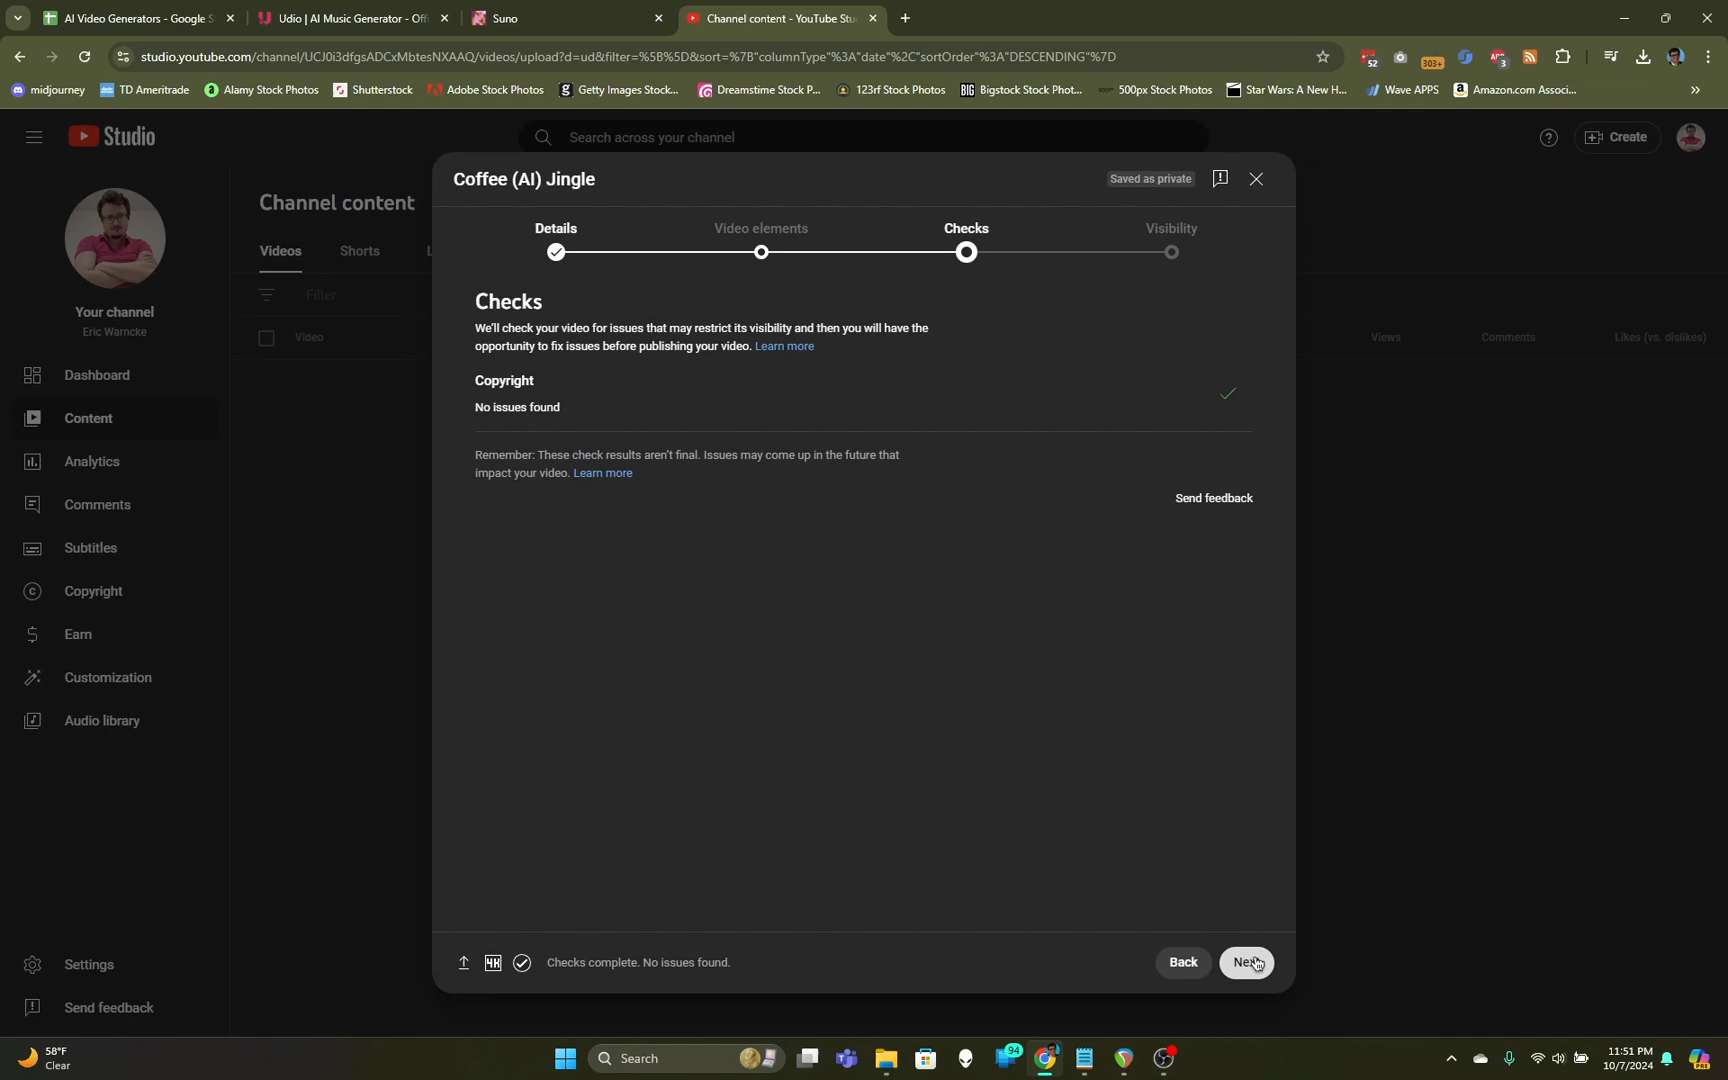 AI Video Generators - Google S
Udio | AI Music Generator - Offi
Suno
Channel content - YouTube Stu
studio.youtube.com/channel/UCJ0i3dfgsADCxMbtesNXAAQ/videos/upload?d=ud&filter=%5B%5D&sort=%7B"columnType"%3A"date"%2C"sortOrder"%3A"DESCENDING"%7D
52
303+
3
midjourney
TD Ameritrade
Alamy Stock Photos
Shutterstock
Adobe Stock Photos
Getty Images Stock...
Dreamstime Stock P...
123rf Stock Photos
BIG Bigstock Stock Phot...
500px Stock Photos
Star Wars: A New H...
Wave APPS
Amazon.com Associ...
Studio
Search across your channel
Create
Your channel
Eric Warncke
Dashboard
Content
Analytics
Comments
Subtitles
Copyright
Earn
Customization
Audio library
Settings
Send feedback
Channel content
Videos
Shorts
L
Filter
Video
Views
Comments
Likes (vs. dislikes)
Coffee (AI) Jingle
Saved as private
Details
Video elements
Checks
Visibility
Checks
We'll check your video for issues that may restrict its visibility and then you will have the
opportunity to fix issues before publishing your video. Learn more
Copyright
No issues found
Remember: These check results aren't final. Issues may come up in the future that
impact your video. Learn more
Send feedback
4K
Checks complete. No issues found.
Back
Next
58°F
Clear
Search
94
11:51 PM
10/7/2024
PRE